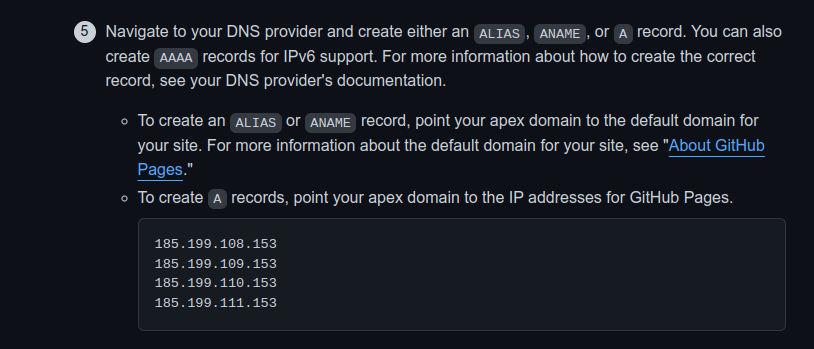 5 Navigate to your DNS provider and create either an ALIAS, ANAME, or A record. You can also
create AAAA records for IPv6 support. For more information about how to create the correct
record, see your DNS provider's documentation.
To create an ALIAS or ANAME record, point your apex domain to the default domain for
your site. For more information about the default domain for your site, see "About GitHub
Pages."
To create A records, point your apex domain to the IP addresses for GitHub Pages.
185.199.108.153
185.199.109.153
185.199.110.153
185.199.111.153